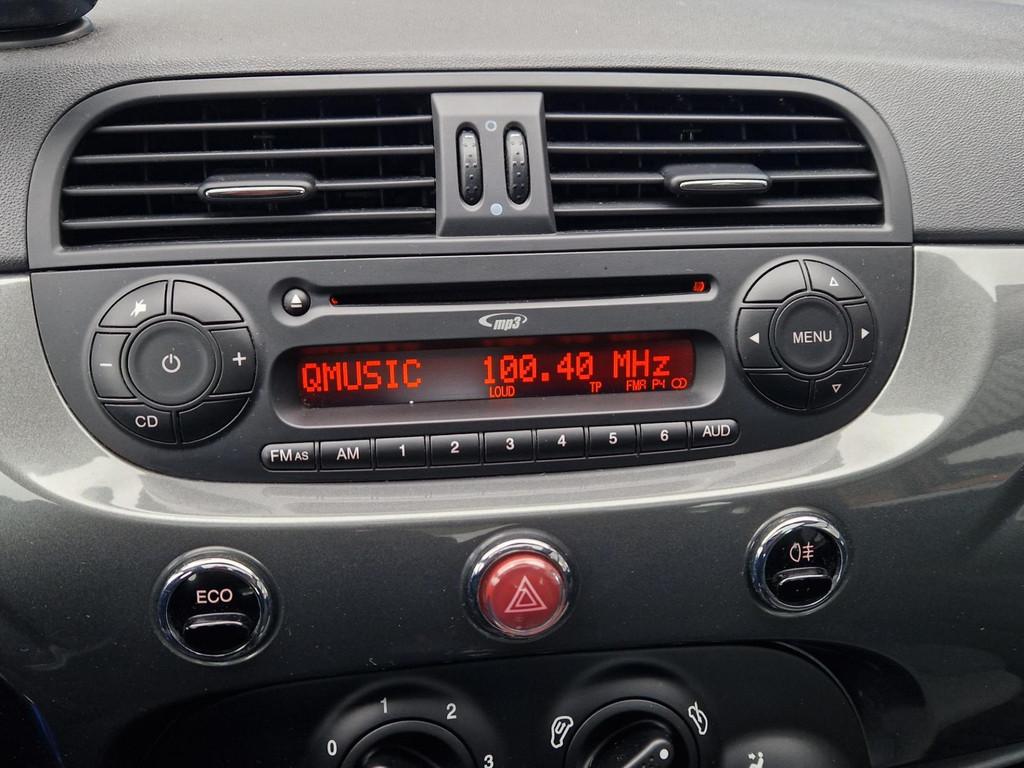 mp3
QMUSIC 100.40 MHz
LOUD TP FMA P4
MENU
CD
FM AS AM 1 2 3 4 5 6 AUD
ECO
0 1 2 3